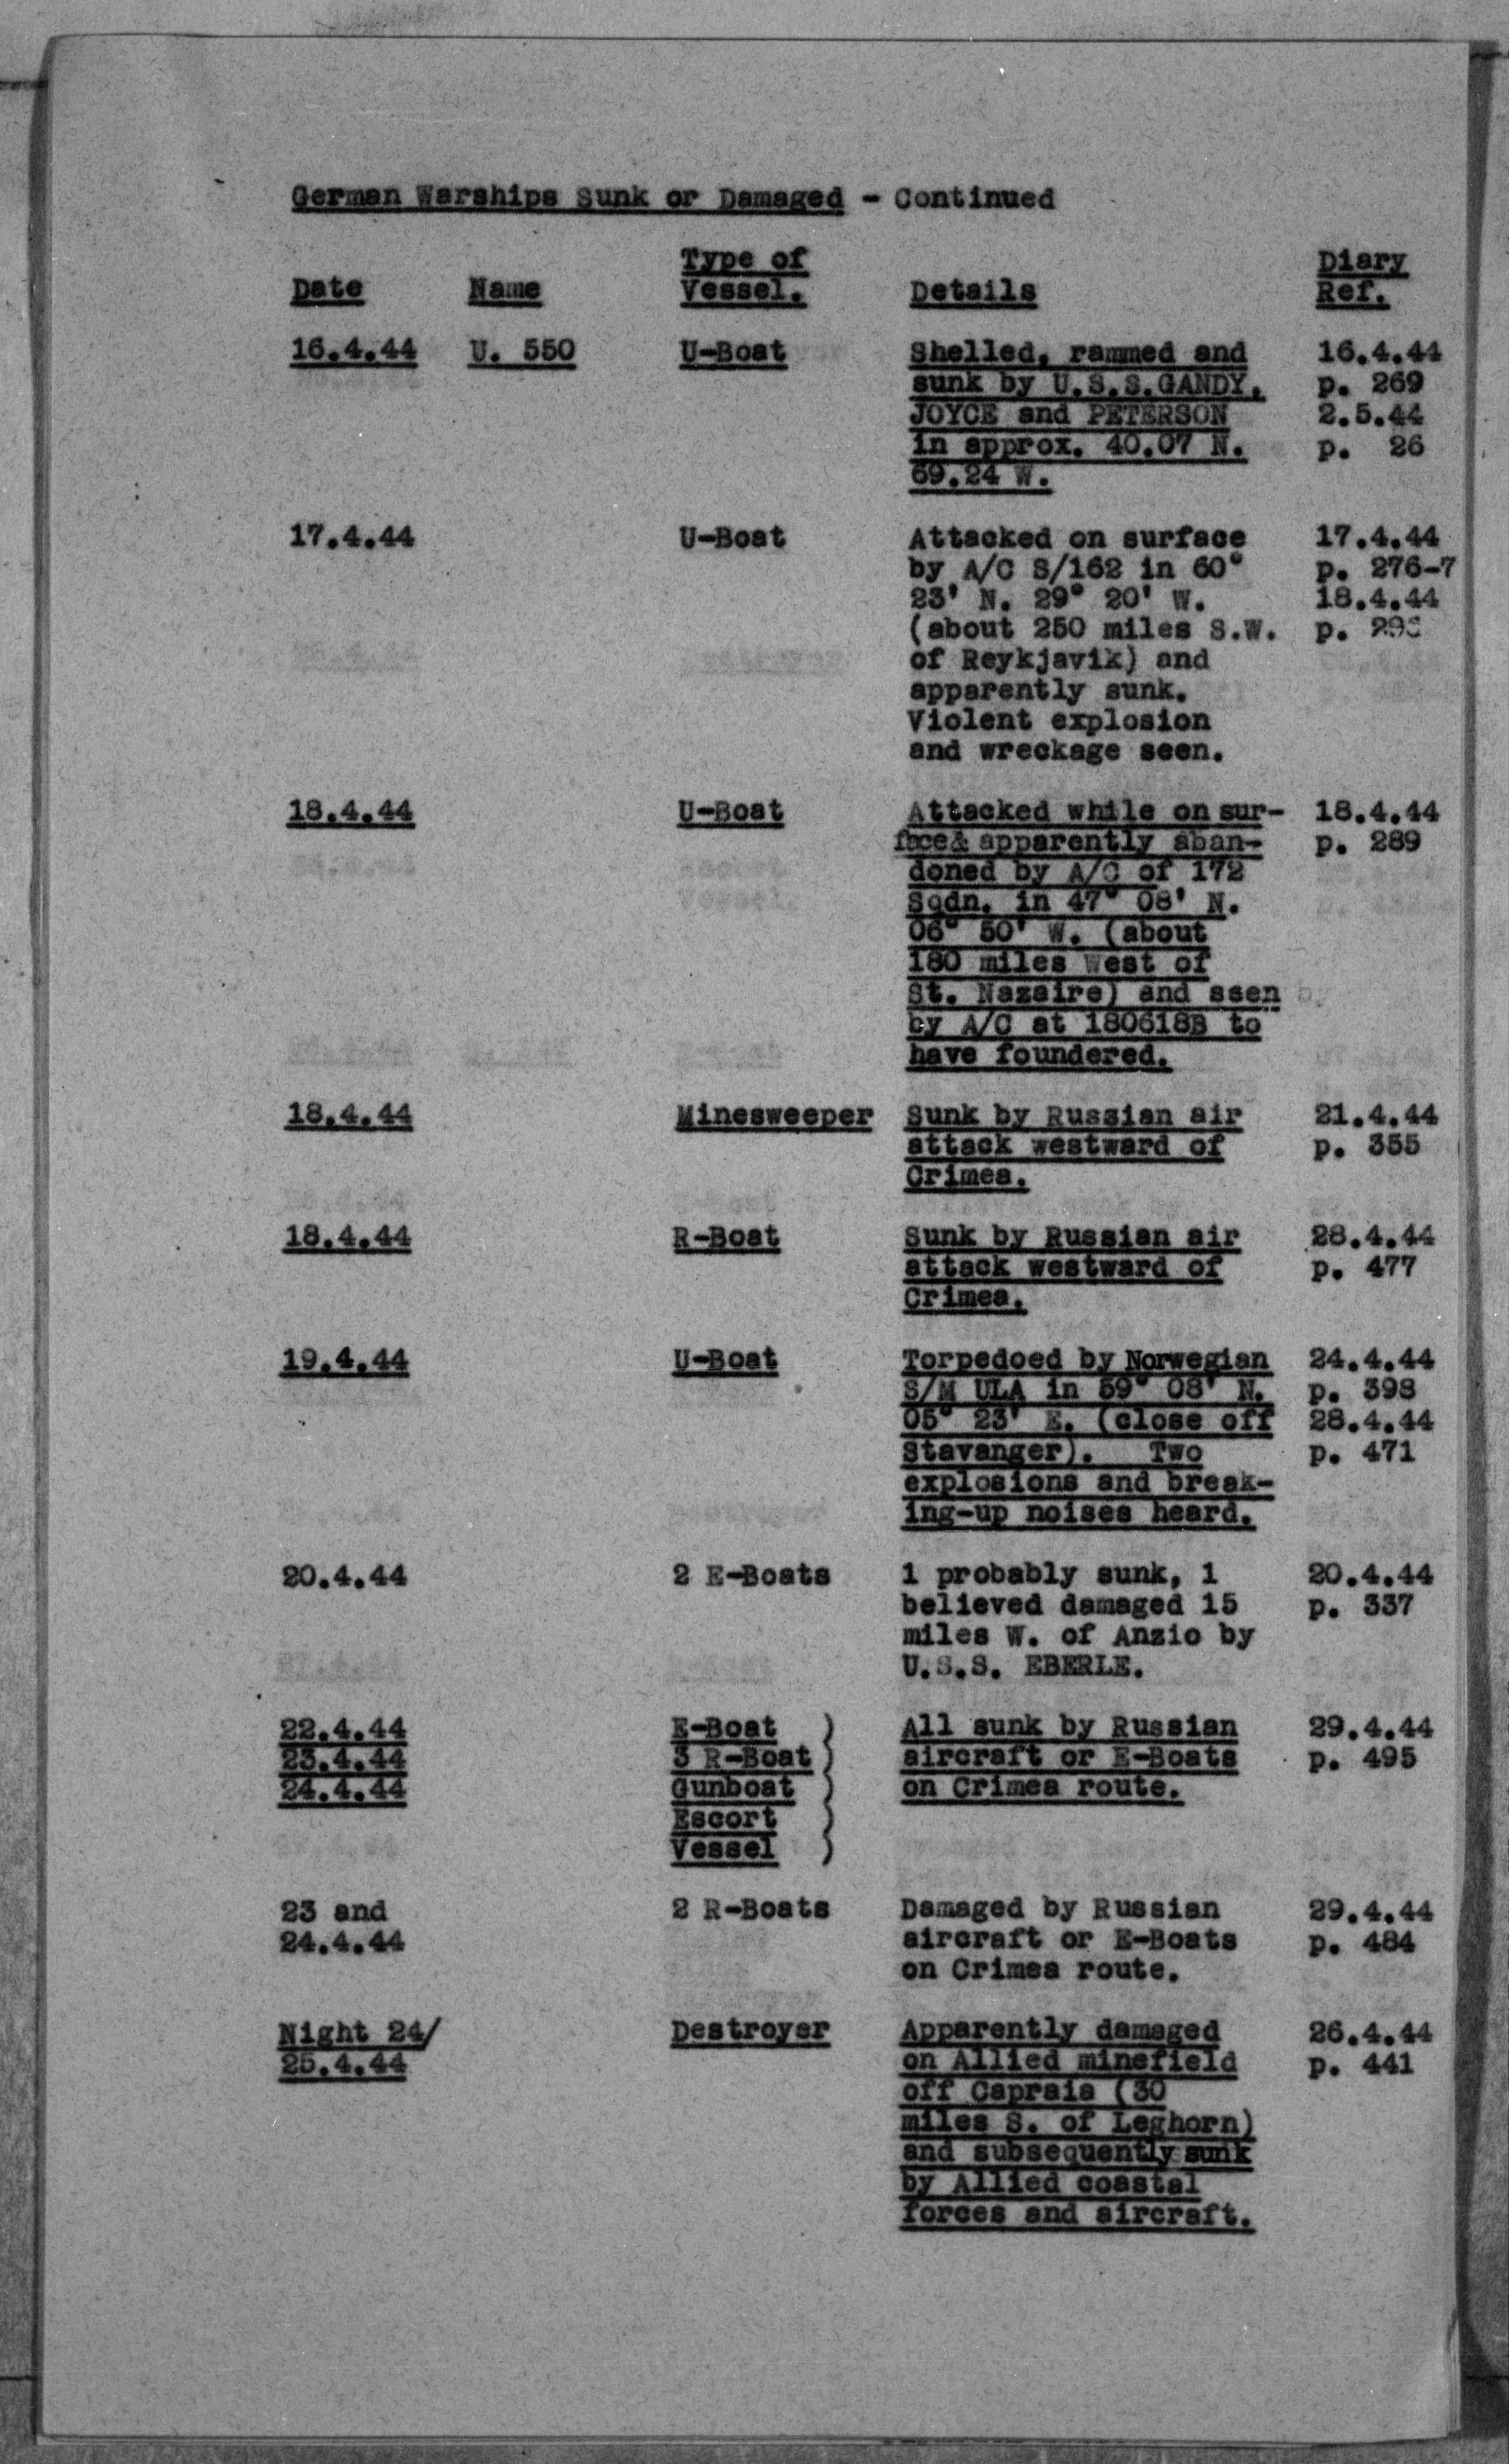 German Warships Sunk or Damaged - Continued
Type of Diary
Date Name Vessel. Details Ref.
16.4.44 U. 550 U-Boat Shelled, rammed and 16.4.44
sunk by U.S.S.GANDY, p. 269
JOYCE and PETERSON 2.5.44
in approx. 40.07 N. p. 26
69.24 W.
17.4.44 U-Boat Attacked on surface 17.4.44
by A/C S/162 in 60° p. 276-7
23' N. 29° 20' W. 18.4.44
(about 250 miles S.W. p.
of Reykjavik) and
apparently sunk.
Violent explosion
and wreckage seen.
18.4.44 U-Boat Attacked while on sur- 18.4.44
face & apparently aban- p. 289
doned by A/C of 172
Sqdn. in 47° 08' N.
06° 50' W. (about
180 miles West of
St. Nazaire) and seen
by A/C at 180618B to
have foundered.
18.4.44 Minesweeper Sunk by Russian air 21.4.44
attack westward of p. 355
Crimea.
18.4.44 R-Boat Sunk by Russian air 28.4.44
attack westward of p. 477
Crimea.
19.4.44 U-Boat Torpedoed by Norwegian 24.4.44
S/M ULA in 59° 08' N. p. 398
05° 23' E. (close off 28.4.44
Stavanger). Two p. 471
explosions and break-
ing-up noises heard.
20.4.44 2 E-Boats 1 probably sunk, 1 20.4.44
believed damaged 15 p. 337
miles W. of Anzio by
U.S.S. EBERLE.
22.4.44 E-Boat ) All sunk by Russian 29.4.44
23.4.44 3 R-Boat ) aircraft or E-Boats p. 495
24.4.44 Gunboat ) on Crimea route.
Escort )
Vessel )
23 and 2 R-Boats Damaged by Russian 29.4.44
24.4.44 aircraft or E-Boats p. 484
on Crimea route.
Night 24/ Destroyer Apparently damaged 26.4.44
25.4.44 on Allied minefield p. 441
off Capraia (30
miles S. of Leghorn)
and subsequently sunk
by Allied coastal
forces and aircraft.